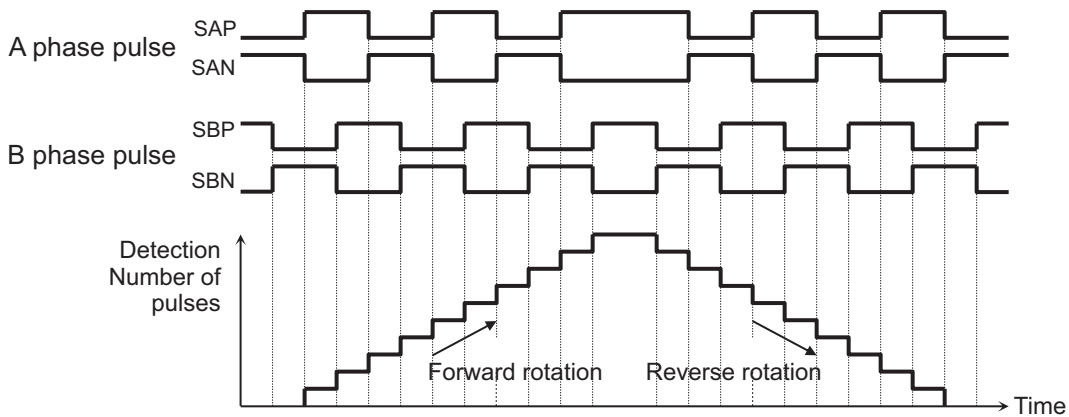 SAP
A phase pulse
SAN
SBP
B phase pulse
SBN
Detection
Number of
pulses
Forward rotation
Reverse rotation
Time